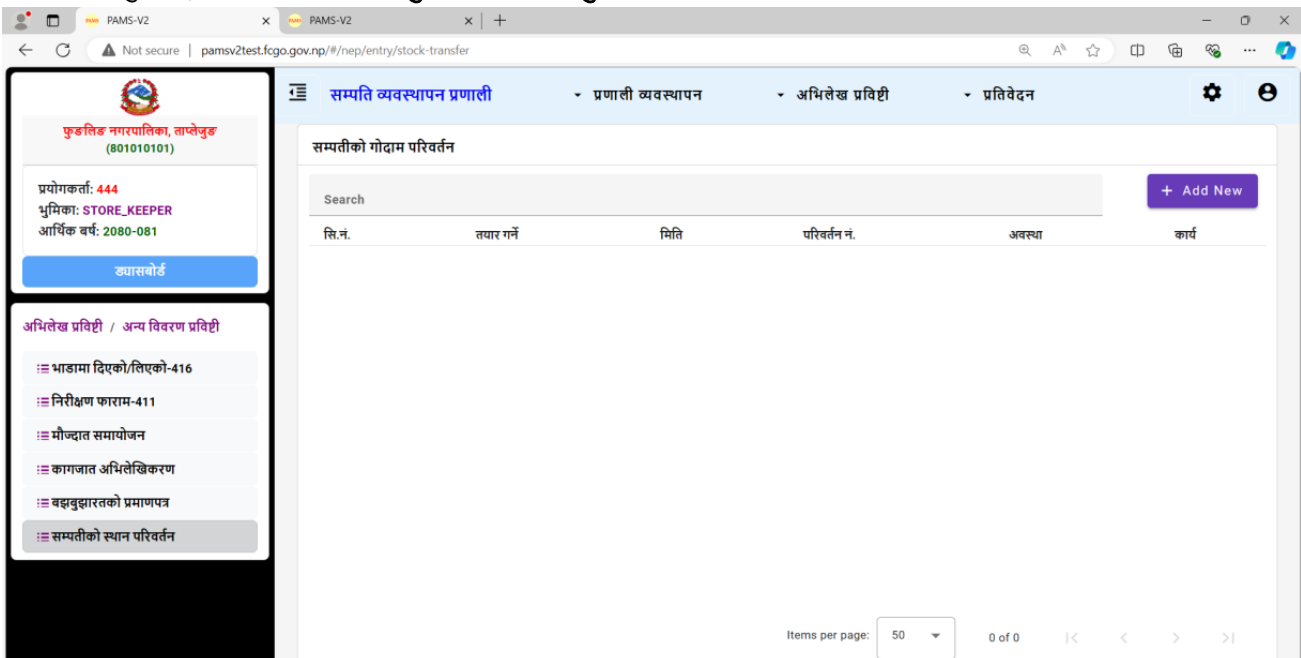 PAMS-V2
PAMS-V2
Not secure | pamsv2test.fcgo.gov.np/#/nep/entry/stock-transfer
सम्पति व्यवस्थापन प्रणाली
प्रणाली व्यवस्थापन
अभिलेख प्रविष्टी
प्रतिवेदन
फुङलिङ नगरपालिका, ताप्लेजुङ
(801010101)
प्रयोगकर्ता: 444
भुमिका: STORE_KEEPER
आर्थिक बर्ष: 2080-081
ड्यासबोर्ड
अभिलेख प्रविष्टी / अन्य विवरण प्रविष्टी
भाडामा दिएको/लिएको-416
निरीक्षण फाराम-411
मौज्दात समायोजन
कागजात अभिलेखिकरण
बझबुझारतको प्रमाणपत्र
सम्पतीको स्थान परिवर्तन
सम्पतीको गोदाम परिवर्तन
Search
+ Add New
सि.नं. तयार गर्ने मिति परिवर्तन नं. अवस्था कार्य
Items per page: 50 0 of 0